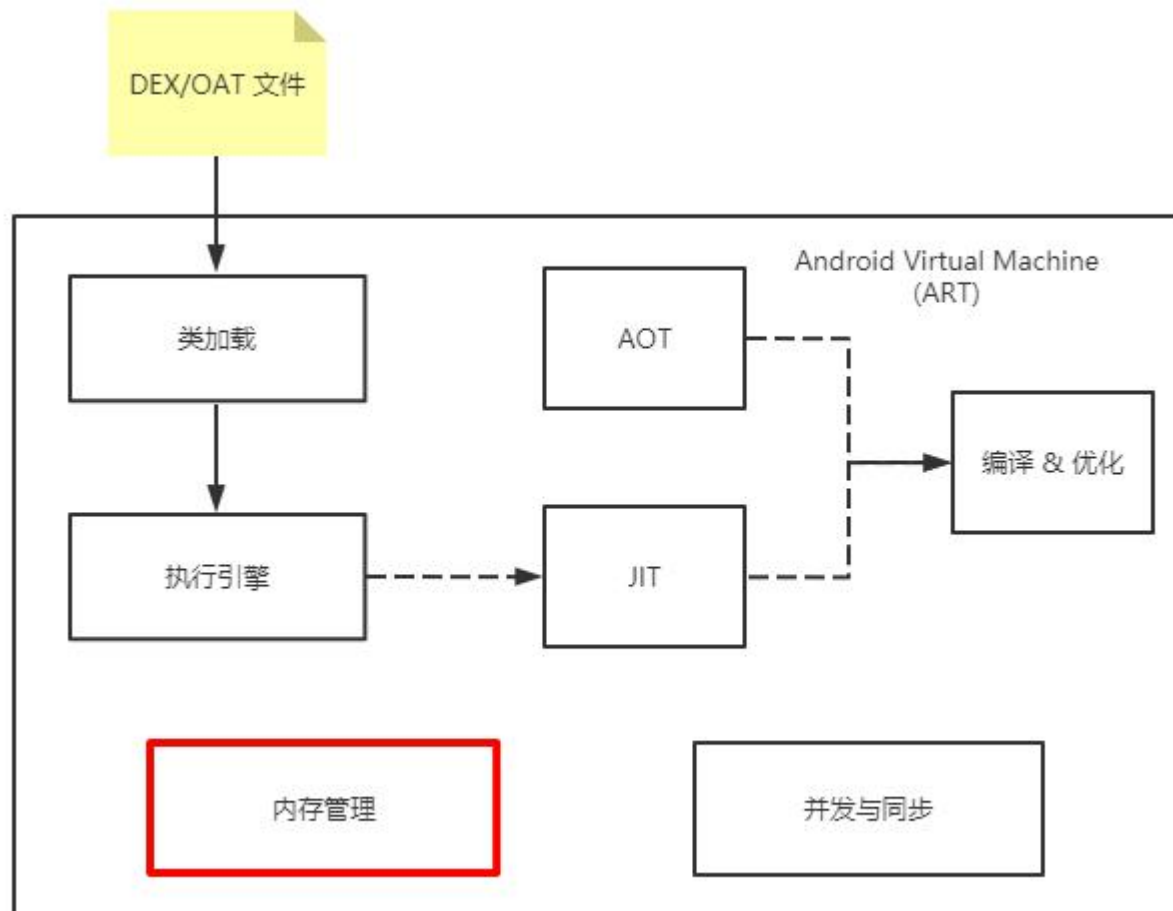 DEX/OAT 文件
Android Virtual Machine
(ART)
类加载
AOT
编译 & 优化
执行引擎
JIT
内存管理
并发与同步